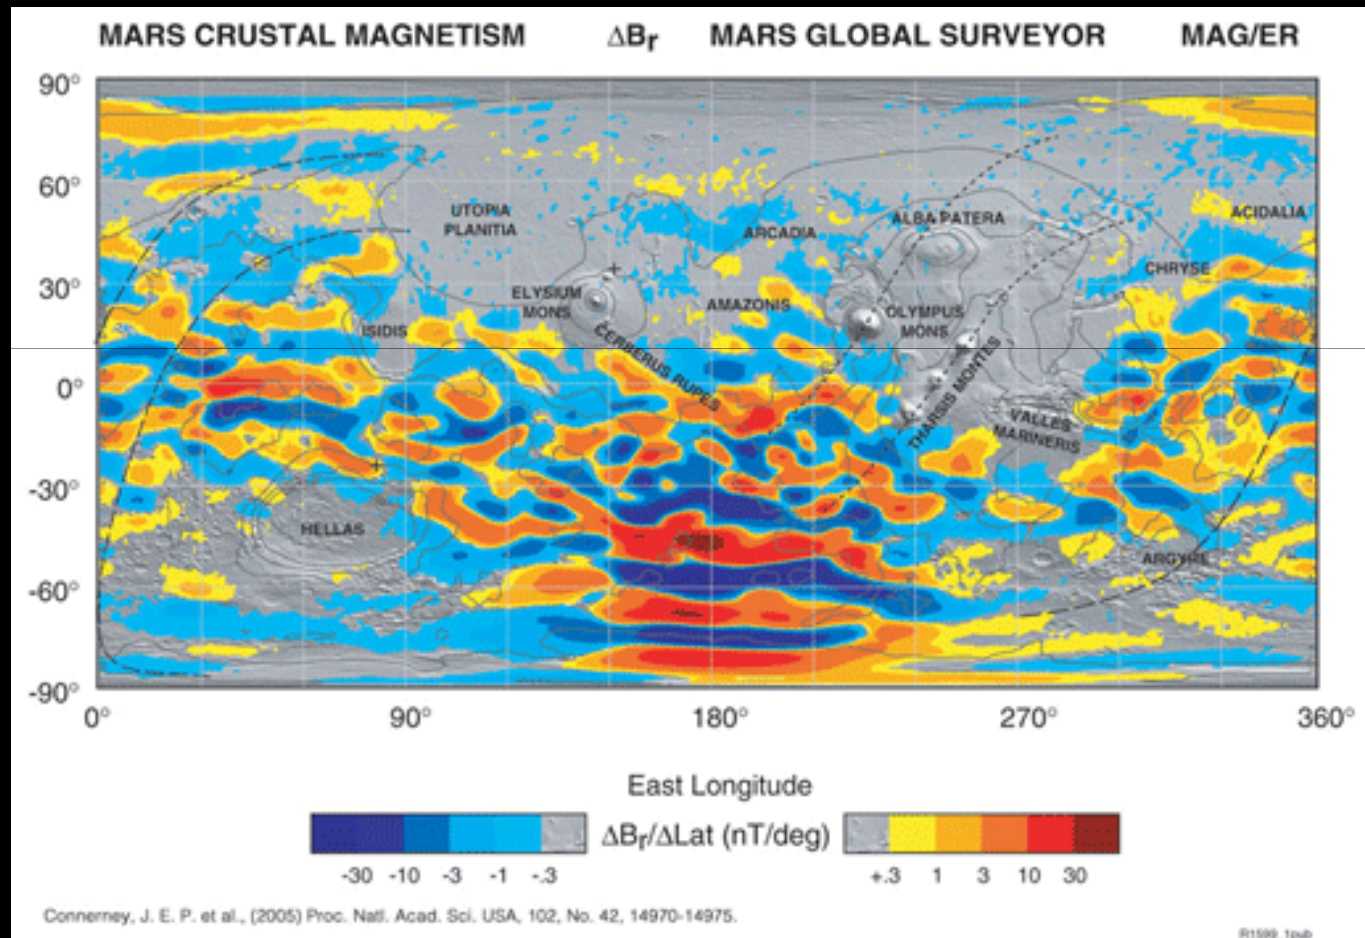 MARS CRUSTAL MAGNETISM ΔBr MARS GLOBAL SURVEYOR MAG/ER
90°
60°
30°
0°
-30°
-60°
-90°
UTOPIA
PLANITIA
ARCADIA
ALBA PATERA
ACIDALIA
CHRYSE
ELYSIUM
MONS
AMAZONIS
OLYMPUS
MONS
ISIDIS
CERBERUS RUPES
THARSIS MONTES
VALLES
MARINERIS
HELLAS
ARGYRE
0° 90° 180° 270° 360°
East Longitude
ΔBr/ΔLat (nT/deg)
-30 -10 -3 -1 -.3
+.3 1 3 10 30
Connerney, J. E. P. et al., (2005) Proc. Natl. Acad. Sci. USA, 102, No. 42, 14970-14975.
R1599_1pub